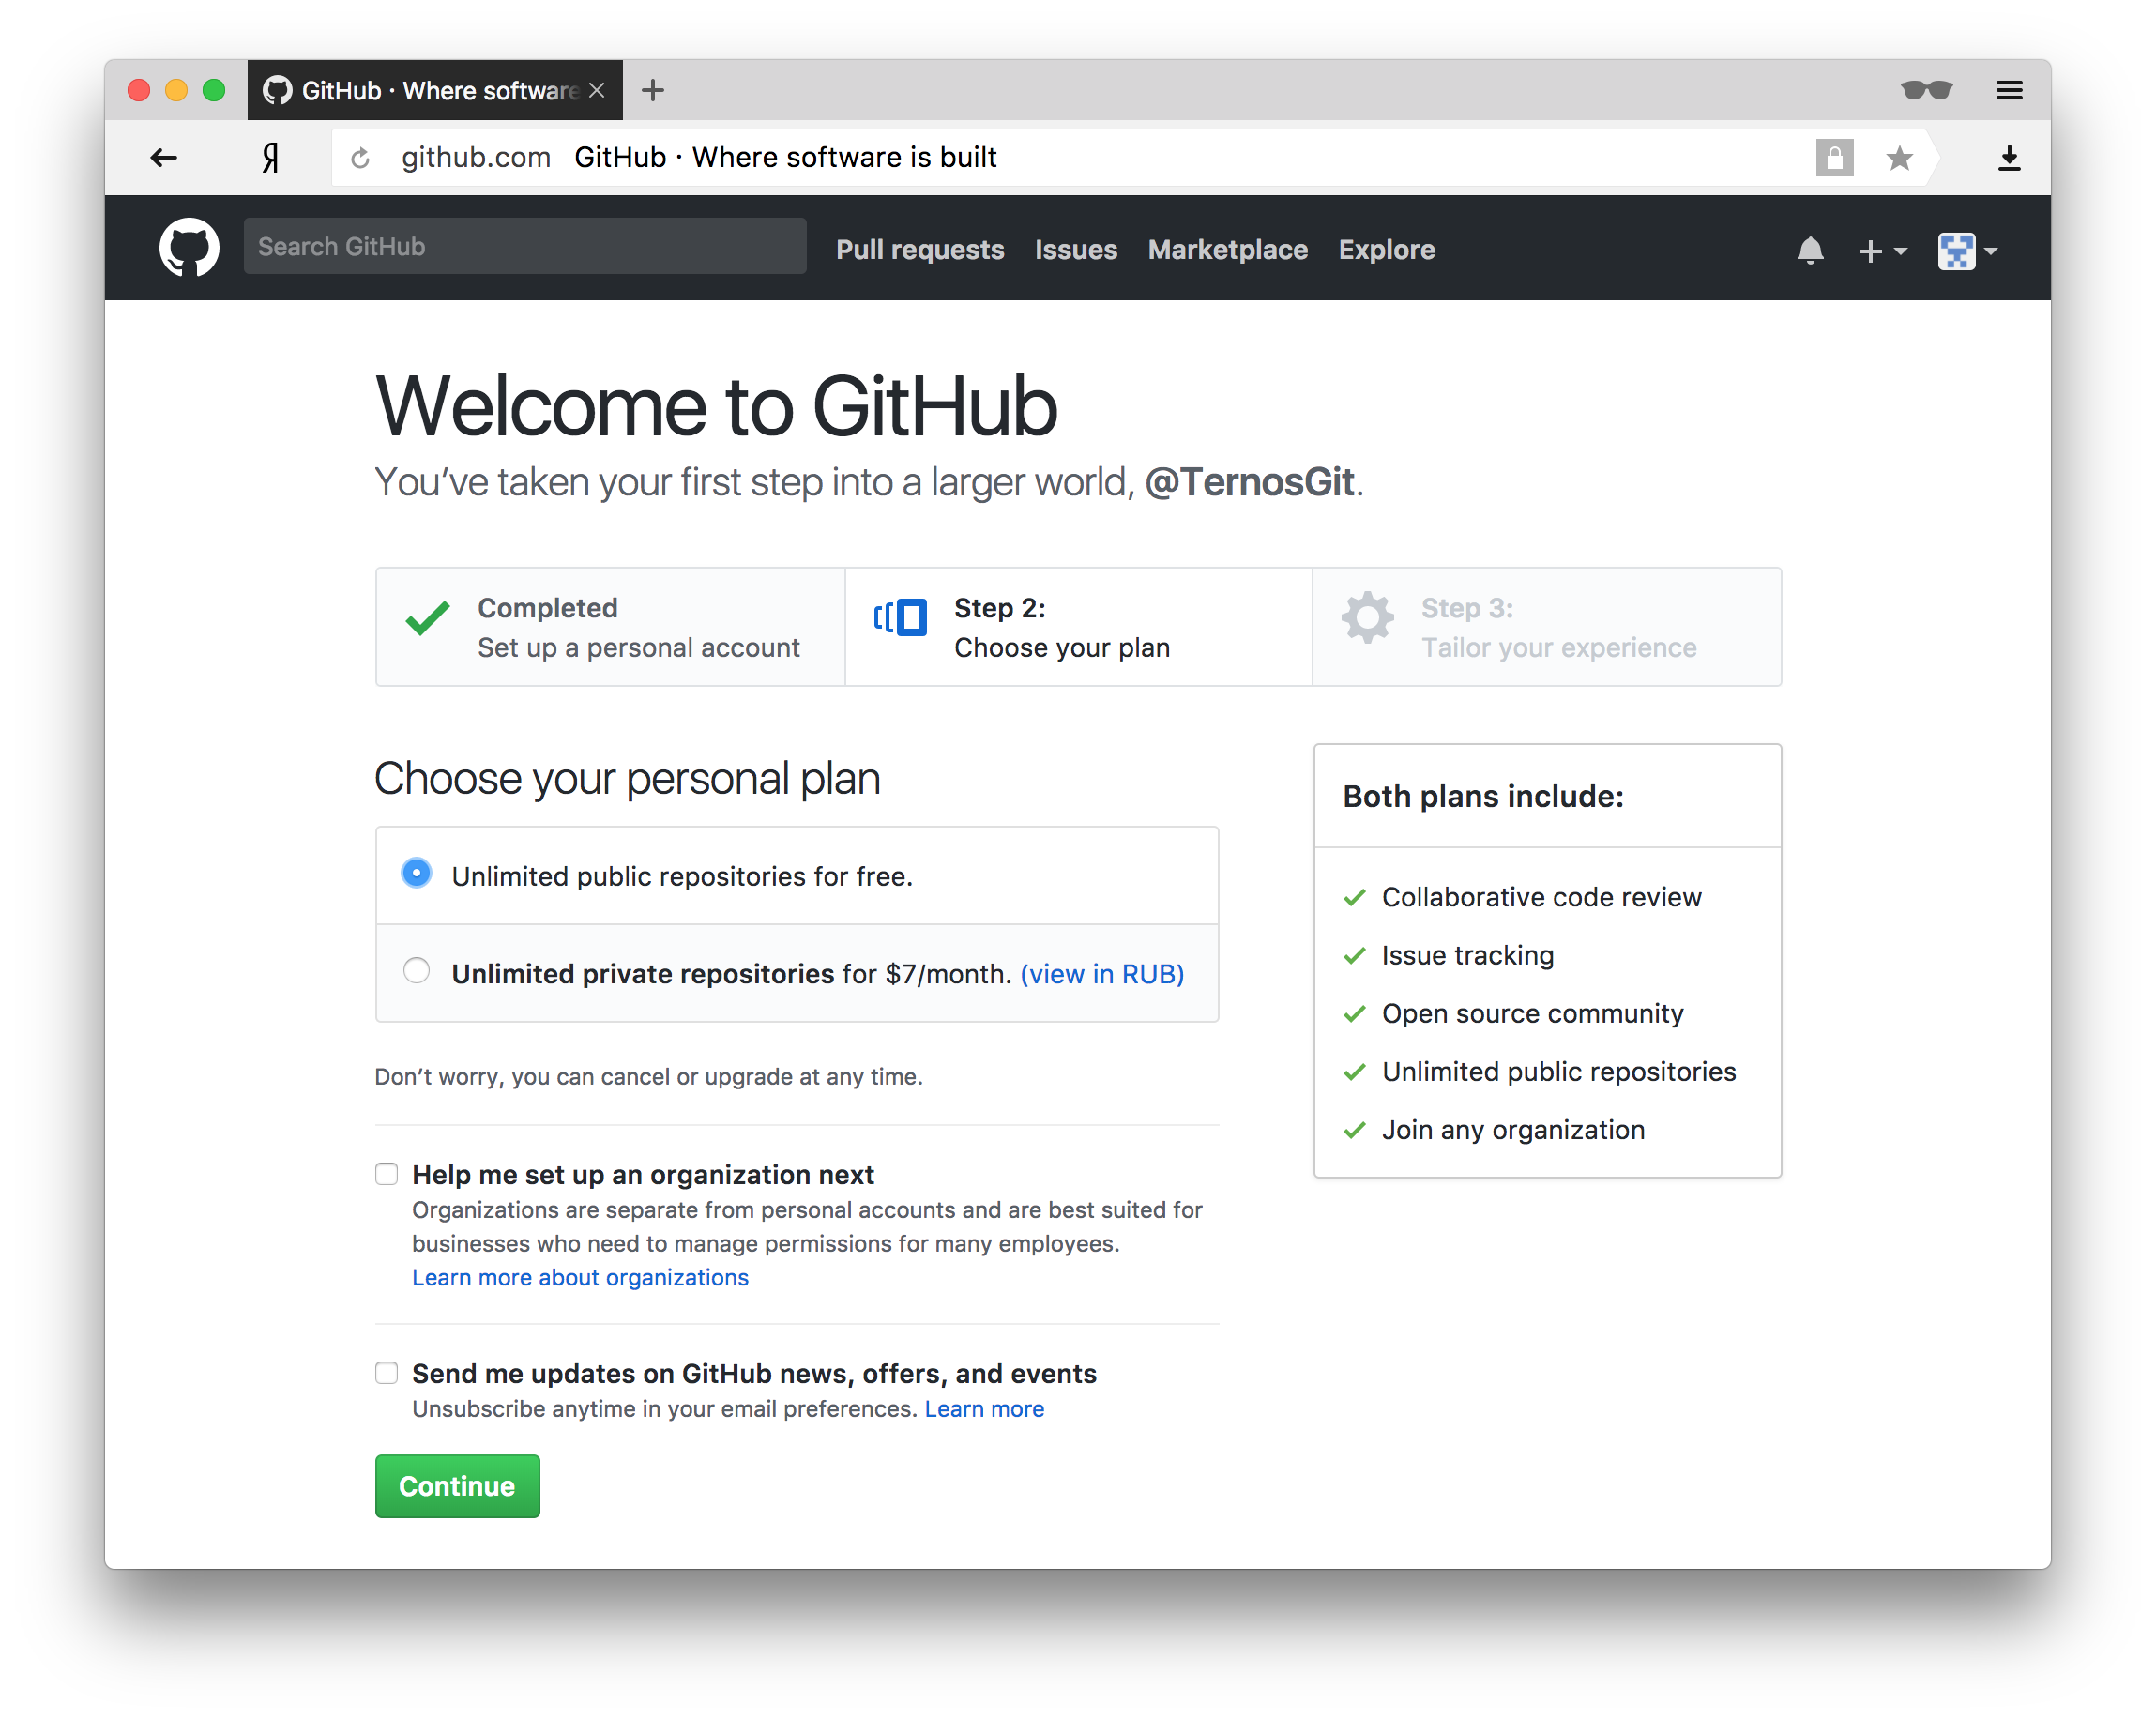 GitHub · Where software
Я
github.com GitHub · Where software is built
Search GitHub
Pull requests Issues Marketplace Explore
Welcome to GitHub
You’ve taken your first step into a larger world, @TernosGit.
Completed
Set up a personal account
Step 2:
Choose your plan
Step 3:
Tailor your experience
Choose your personal plan
Unlimited public repositories for free.
Unlimited private repositories for $7/month. (view in RUB)
Don’t worry, you can cancel or upgrade at any time.
Help me set up an organization next
Organizations are separate from personal accounts and are best suited for
businesses who need to manage permissions for many employees.
Learn more about organizations
Send me updates on GitHub news, offers, and events
Unsubscribe anytime in your email preferences. Learn more
Continue
Both plans include:
Collaborative code review
Issue tracking
Open source community
Unlimited public repositories
Join any organization